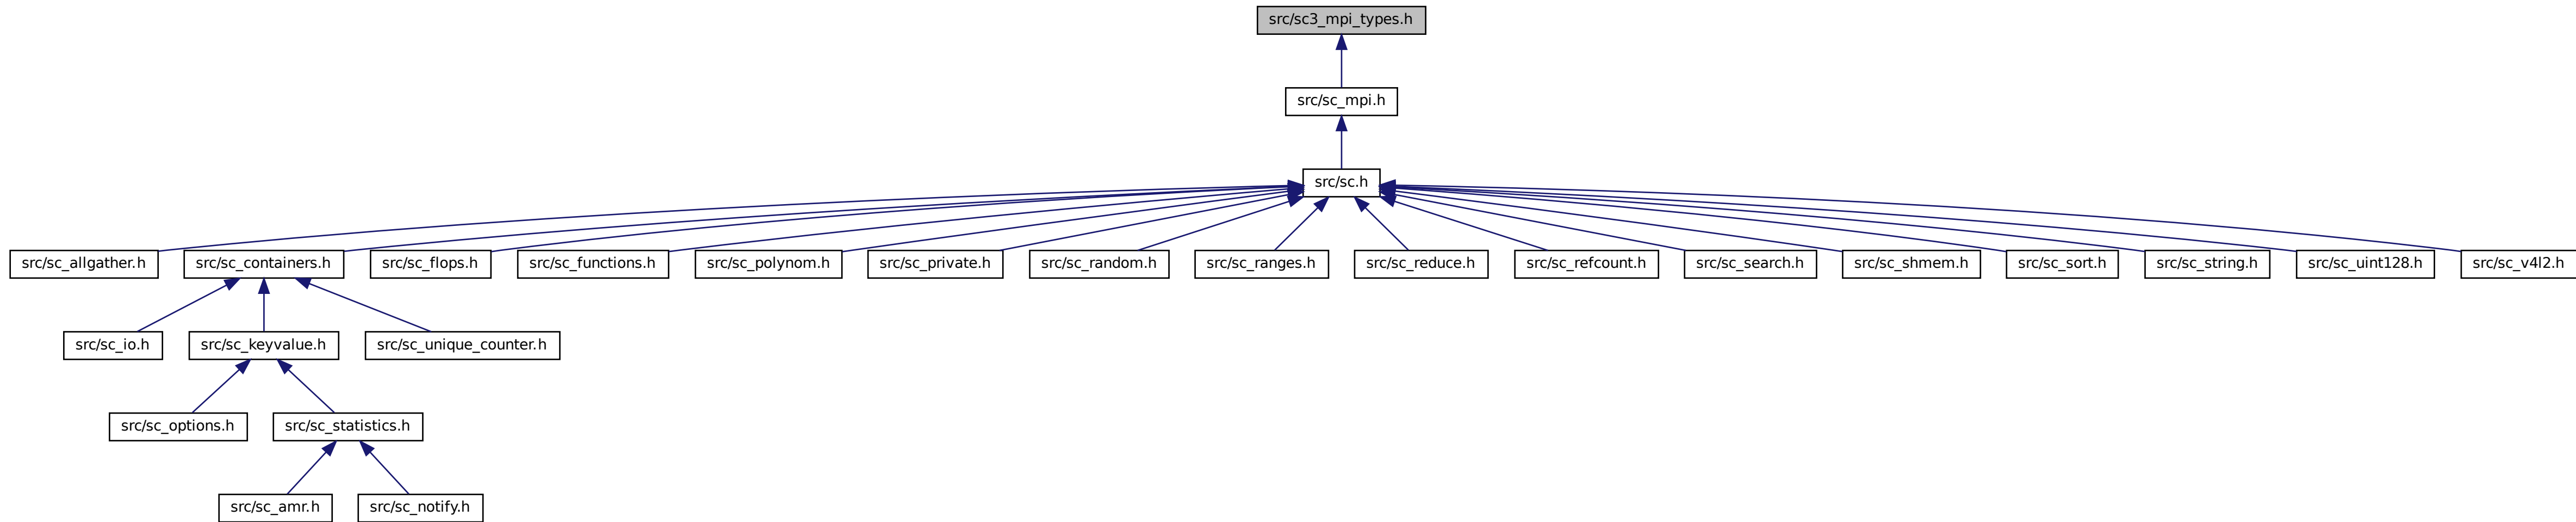 src/sc3_mpi_types.h
src/sc_mpi.h
src/sc.h
src/sc_allgather.h
src/sc_containers.h
src/sc_flops.h
src/sc_functions.h
src/sc_polynom.h
src/sc_private.h
src/sc_random.h
src/sc_ranges.h
src/sc_reduce.h
src/sc_refcount.h
src/sc_search.h
src/sc_shmem.h
src/sc_sort.h
src/sc_string.h
src/sc_uint128.h
src/sc_v4l2.h
src/sc_io.h
src/sc_keyvalue.h
src/sc_unique_counter.h
src/sc_options.h
src/sc_statistics.h
src/sc_amr.h
src/sc_notify.h